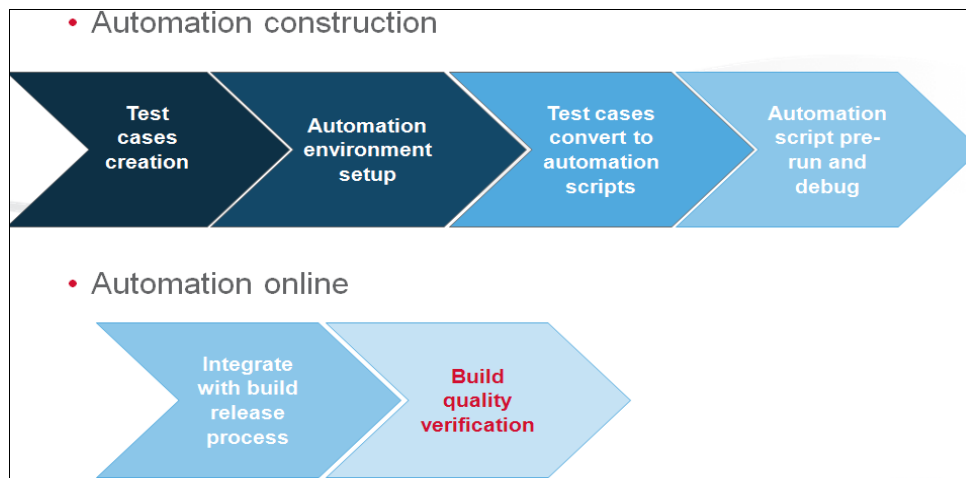 • Automation construction
Test
cases
creation
Automation
environment
setup
Test cases
convert to
automation
scripts
Automation
script pre-
run and
debug
• Automation online
Integrate
with build
release
process
Build
quality
verification